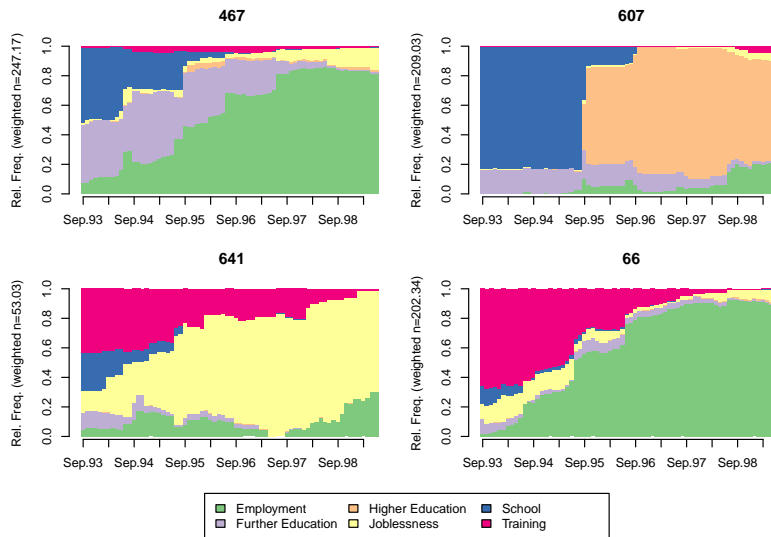 467
Rel. Freq. (weighted n=247.17)
1.0
0.8
0.6
0.4
0.2
0.0
Sep.93 Sep.94 Sep.95 Sep.96 Sep.97 Sep.98
607
Rel. Freq. (weighted n=209.03)
1.0
0.8
0.6
0.4
0.2
0.0
Sep.93 Sep.94 Sep.95 Sep.96 Sep.97 Sep.98
641
Rel. Freq. (weighted n=53.03)
1.0
0.8
0.6
0.4
0.2
0.0
Sep.93 Sep.94 Sep.95 Sep.96 Sep.97 Sep.98
66
Rel. Freq. (weighted n=202.34)
1.0
0.8
0.6
0.4
0.2
0.0
Sep.93 Sep.94 Sep.95 Sep.96 Sep.97 Sep.98
Employment Higher Education School
Further Education Joblessness Training